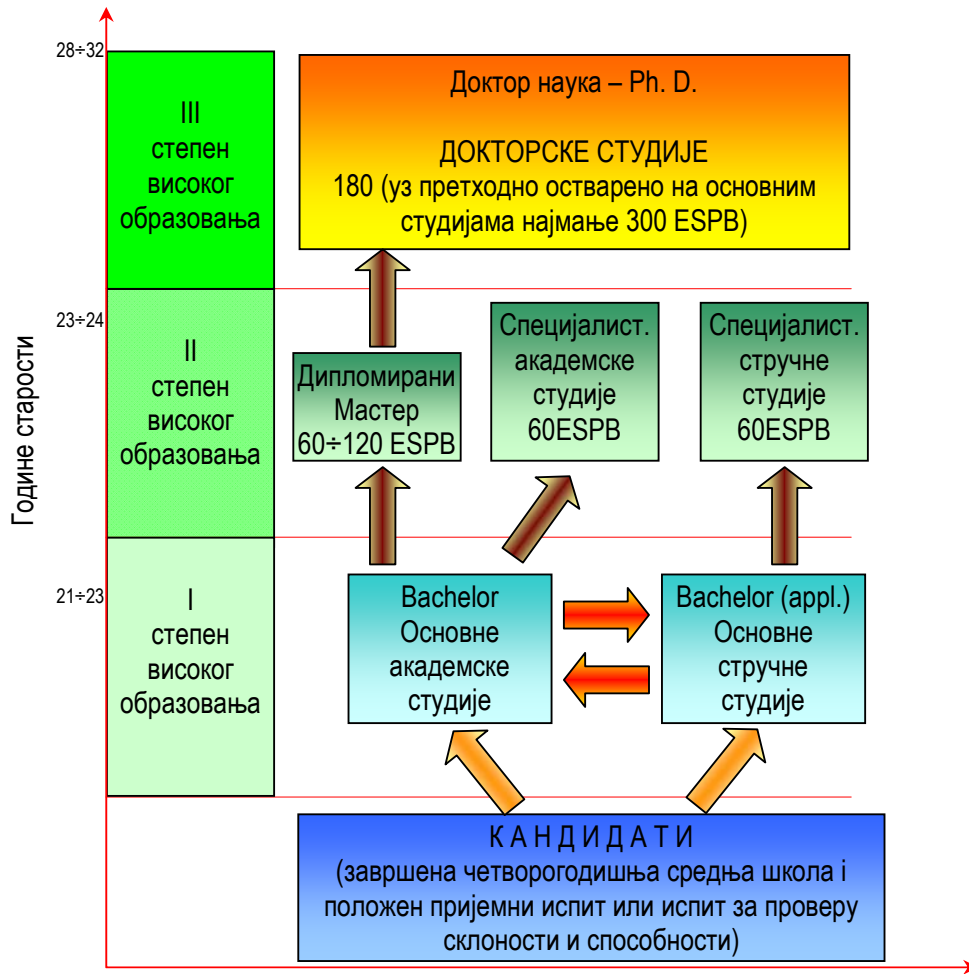 28÷32
III
степен
високог
образовања
Доктор наука – Ph. D.
ДОКТОРСКЕ СТУДИЈЕ
180 (уз претходно остварено на основним
студијама најмање 300 ESPB)
Године старости
23÷24
II
степен
високог
образовања
Дипломирани
Мастер
60÷120 ESPB
Специјалист.
академске
студије
60ESPB
Специјалист.
стручне
студије
60ESPB
21÷23
I
степен
високог
образовања
Bachelor
Основне
академске
студије
Bachelor (appl.)
Основне
стручне
студије
К А Н Д И Д А Т И
(завршена четворогодишња средња школа i
положен пријемни испит или испит за проверу
склоности и способности)